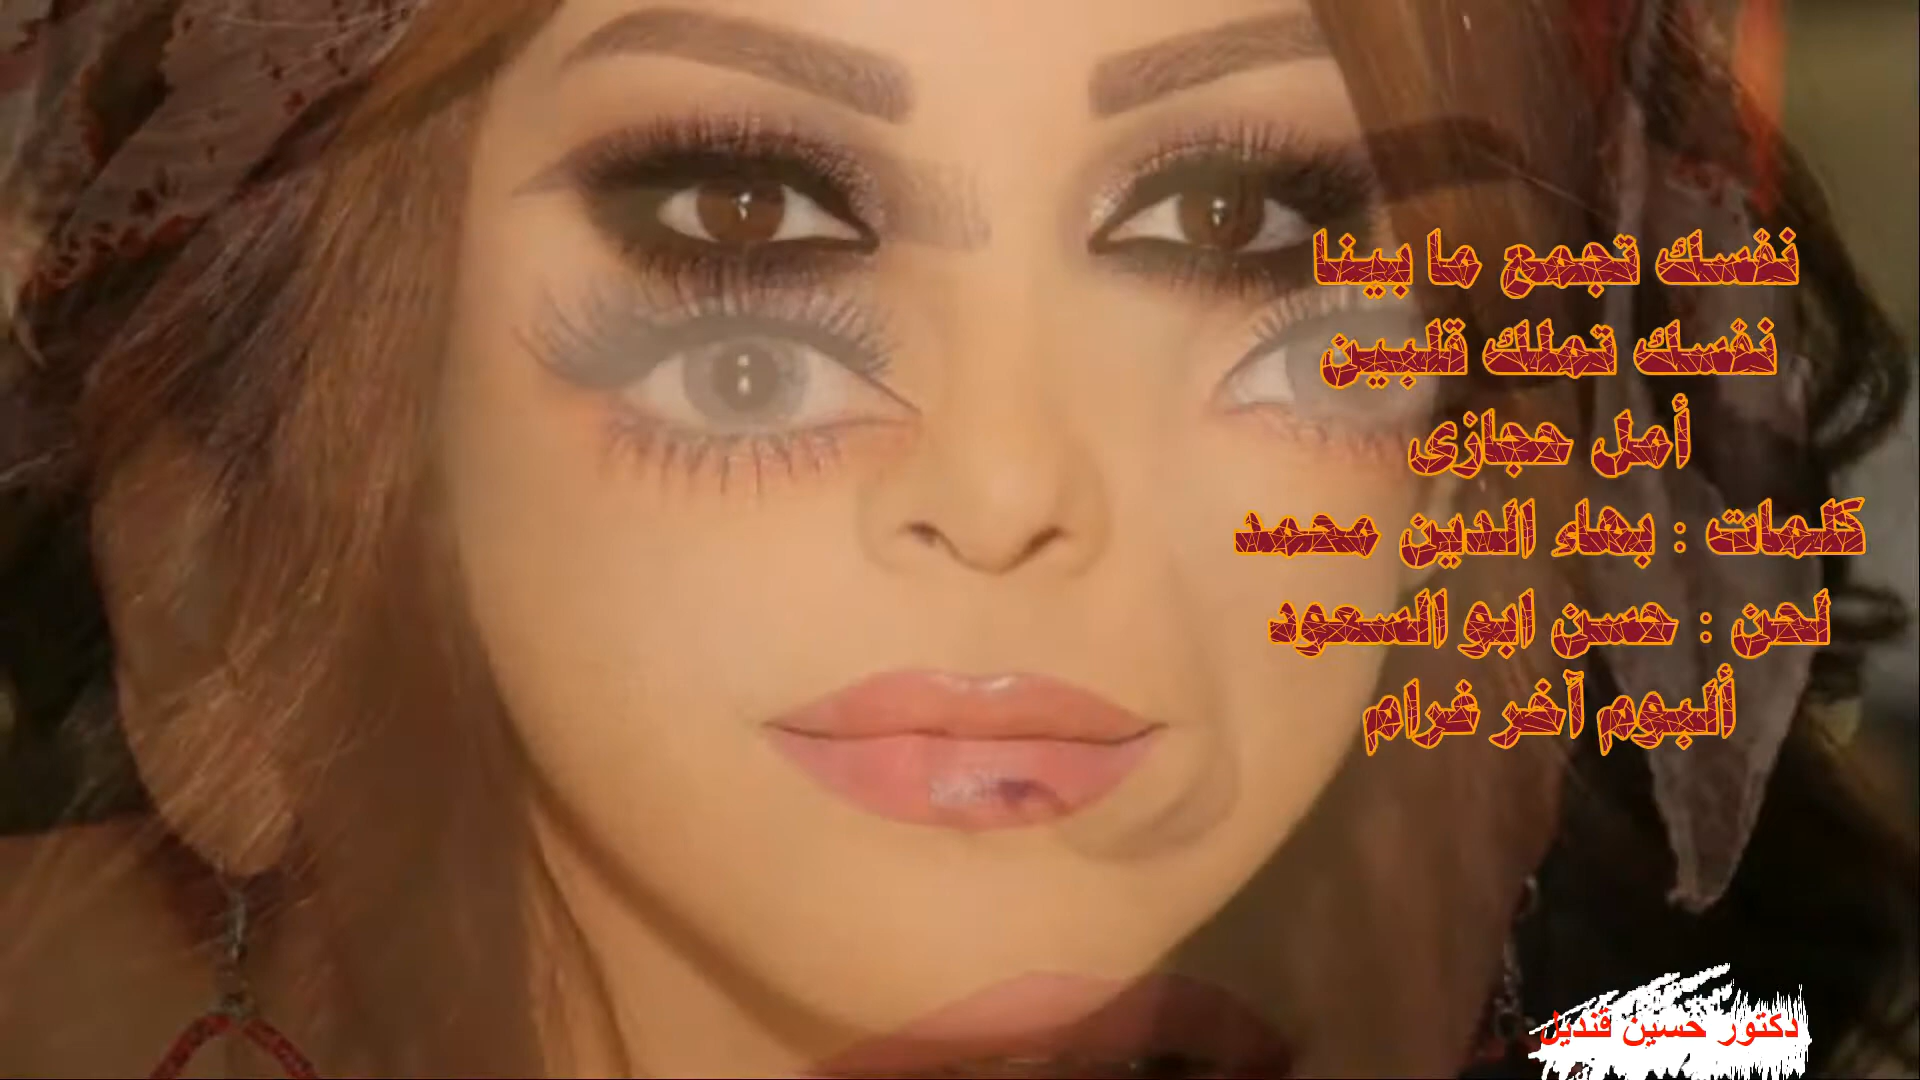 نفسك تجمع ما بينا
نفسك تملك قلبين
أمل حجازى
كلمات : بهاء الدين محمد
لحن : حسن ابو السعود
ألبوم آخر غرام
دكتور حسين قنديل